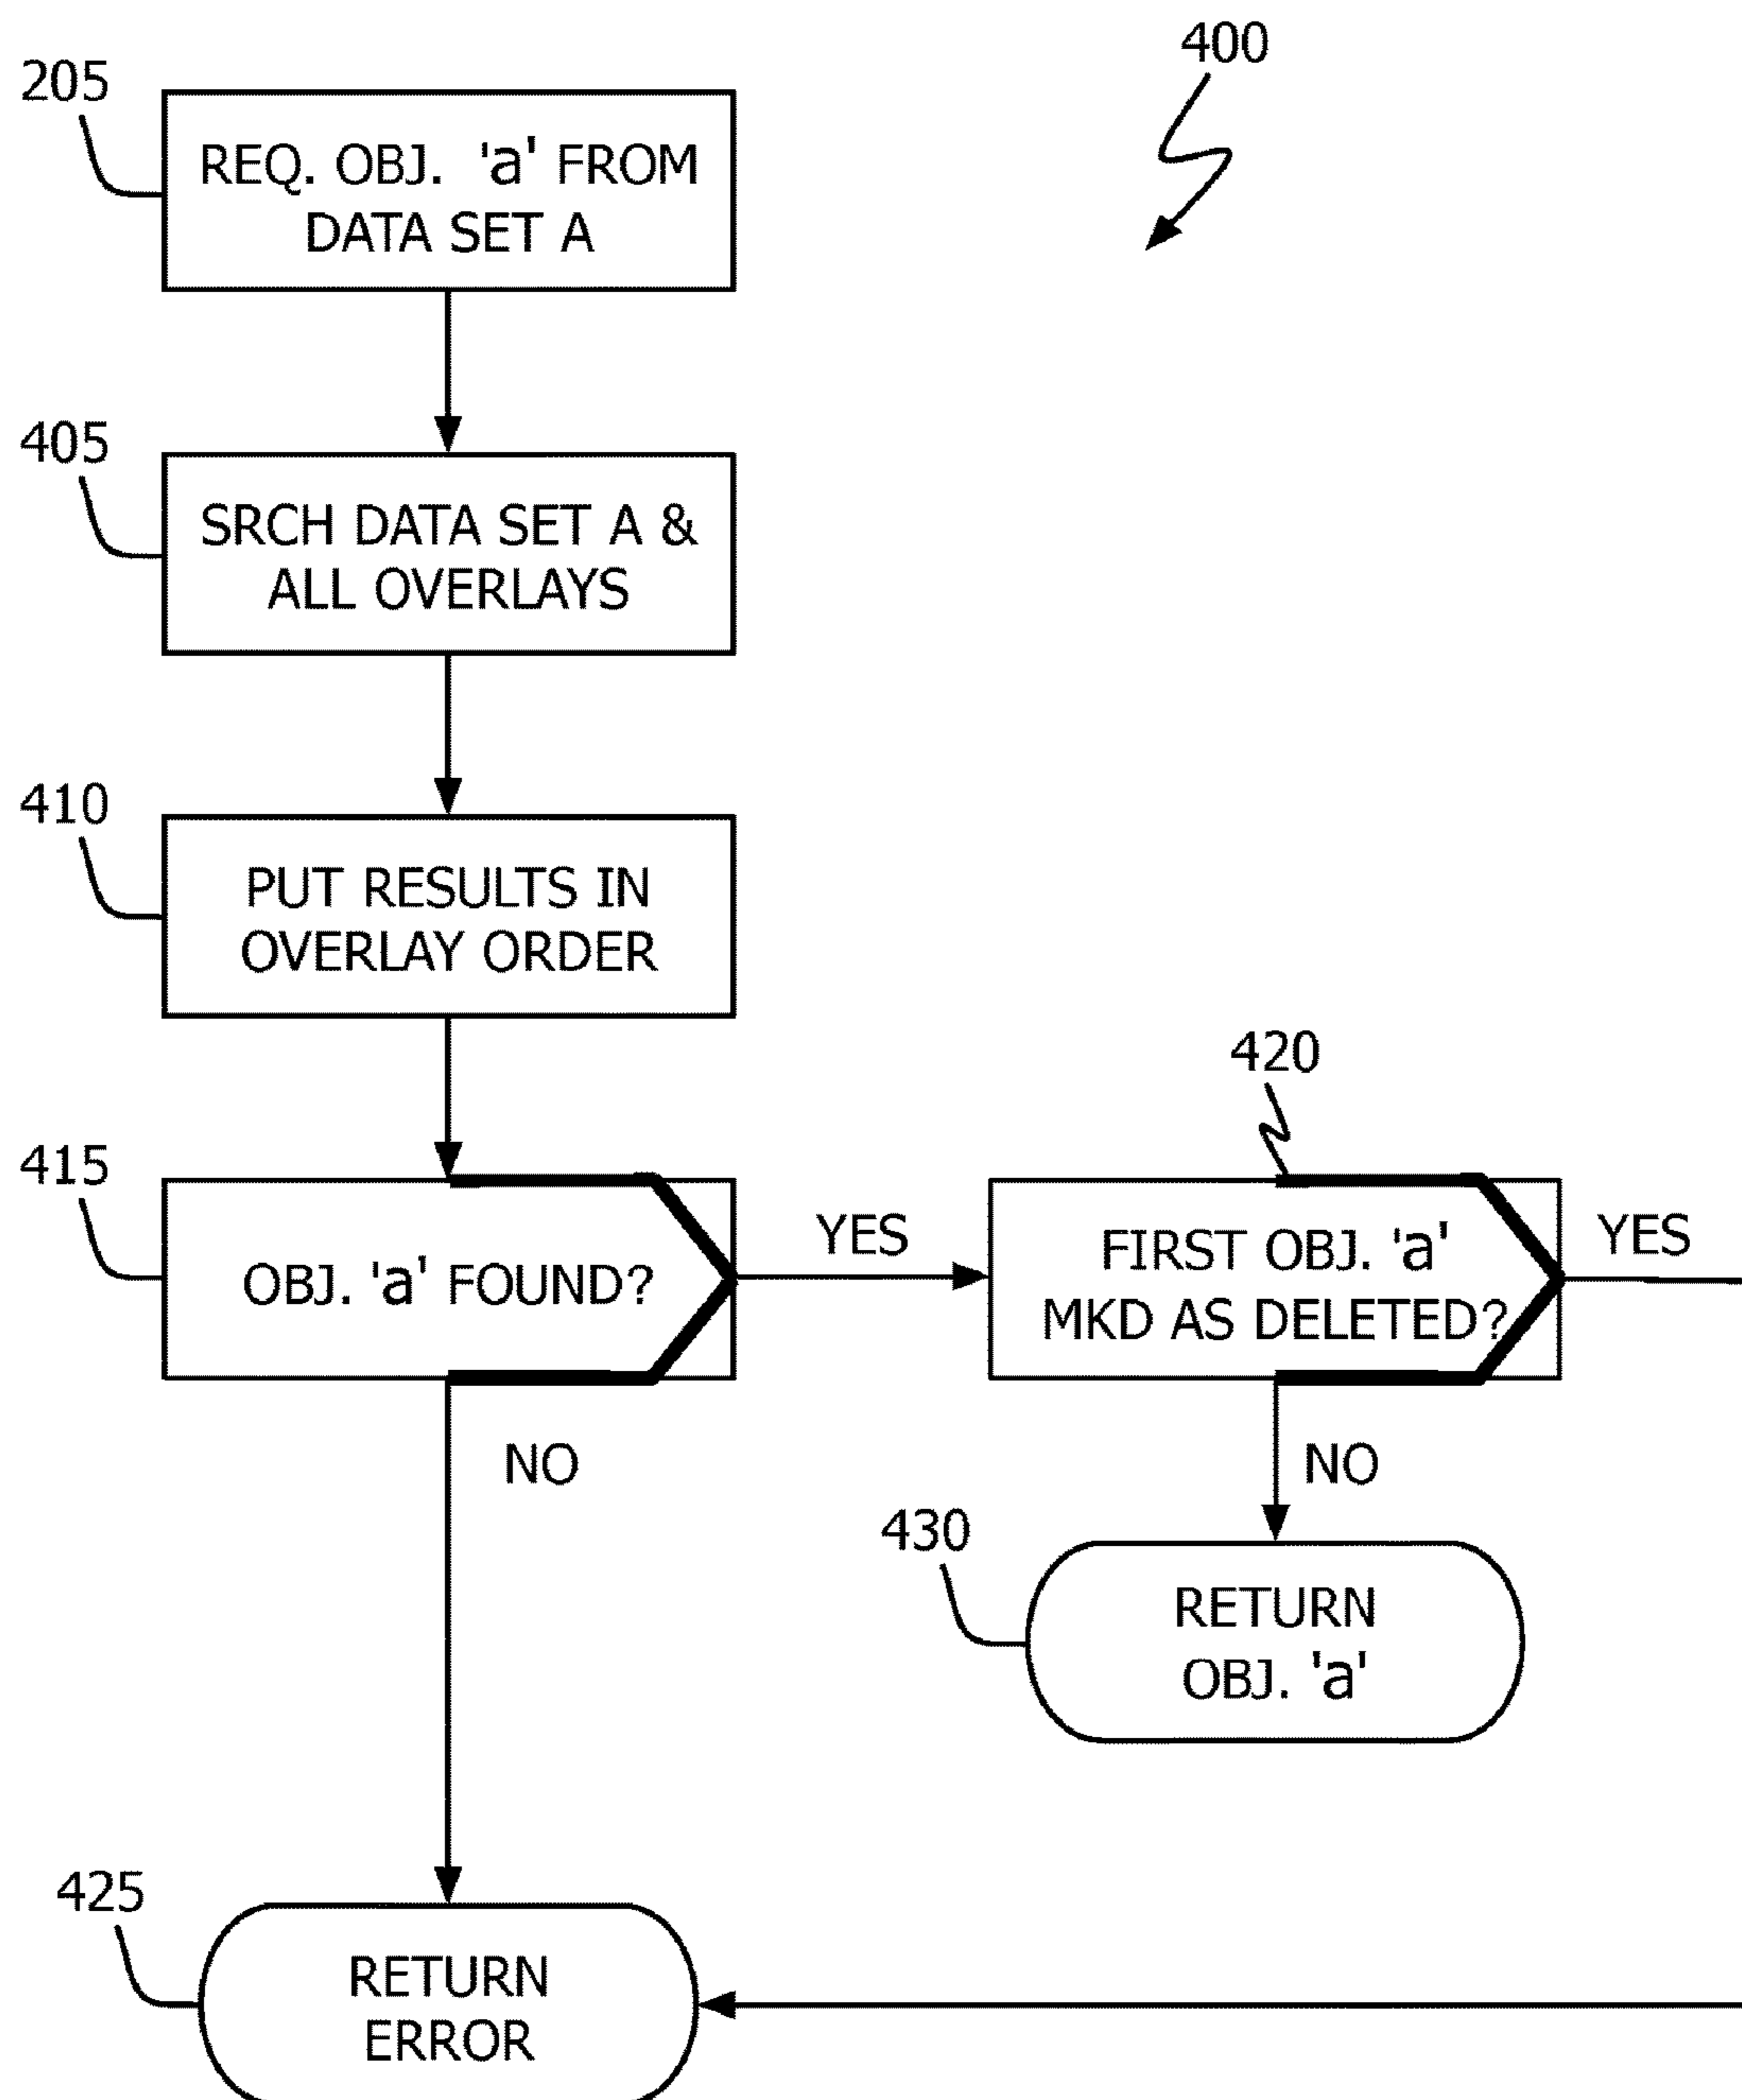 400
205
REQ. OBJ. 'a' FROM
DATA SET A
405
SRCH DATA SET A &
ALL OVERLAYS
410
PUT RESULTS IN
OVERLAY ORDER
415
OBJ. 'a' FOUND?
YES
NO
420
FIRST OBJ. 'a'
MKD AS DELETED?
YES
NO
430
RETURN
OBJ. 'a'
425
RETURN
ERROR